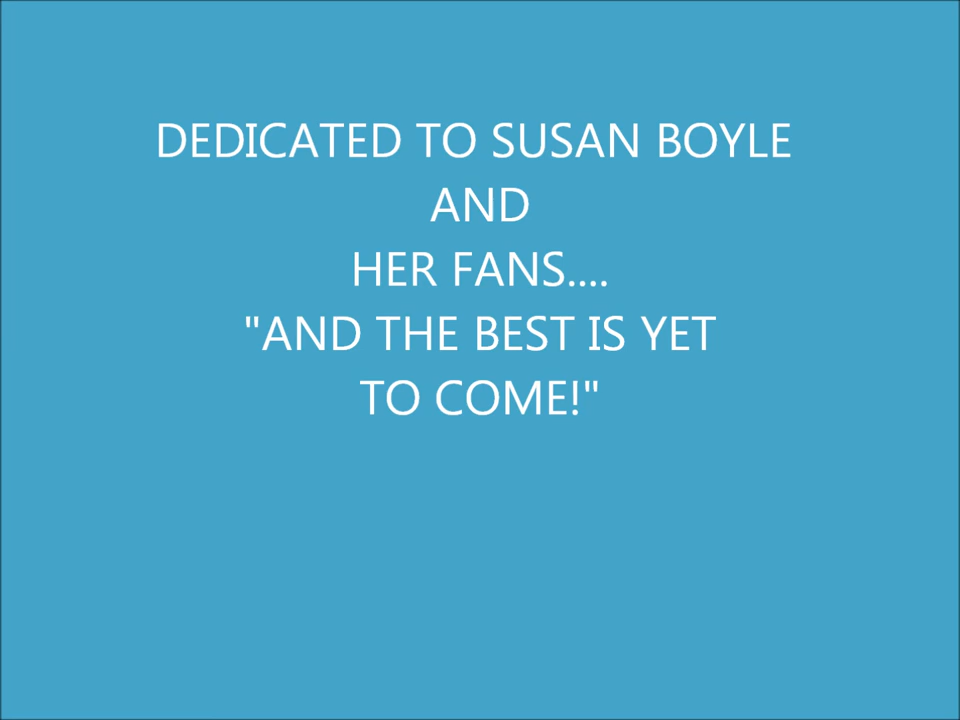 DEDICATED TO SUSAN BOYLE
AND
HER FANS....
"AND THE BEST IS YET
TO COME!"